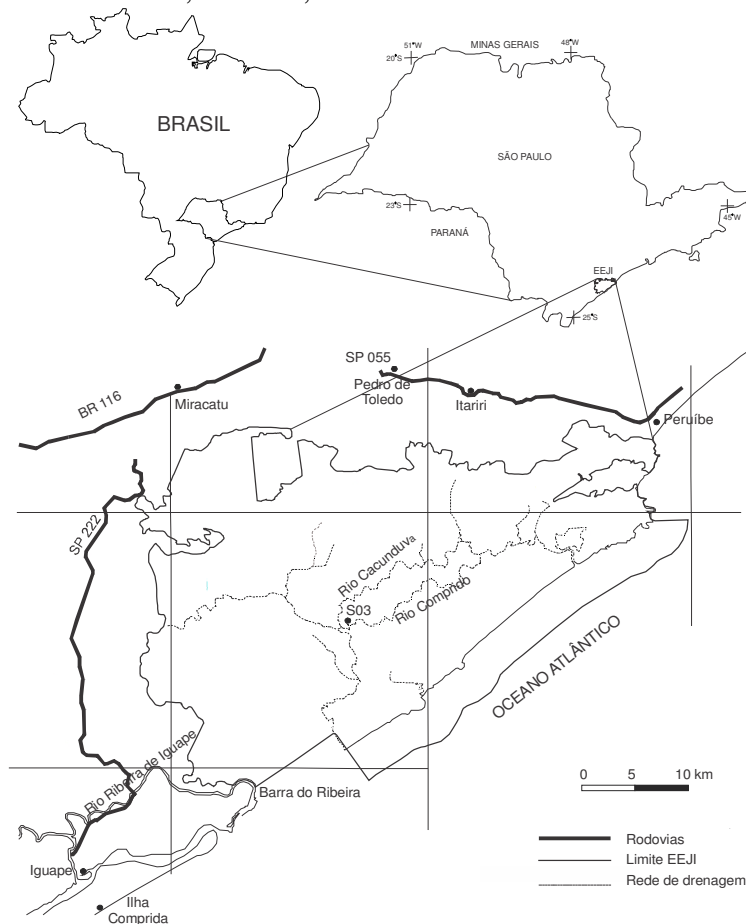 BRASIL
51°W
20°S
MINAS GERAIS
48°W
SÃO PAULO
23°S
PARANÁ
45°W
EEJI
25°S
SP 055
Pedro de
Toledo
Itariri
BR 116
Miracatu
Peruíbe
SP 222
Rio Cacunduva
Rio Comprido
S03
OCEANO ATLÂNTICO
Rio Ribeira de Iguape
Barra do Ribeira
0 5 10 km
Iguape
Ilha
Comprida
Rodovias
Limite EEJI
Rede de drenagem